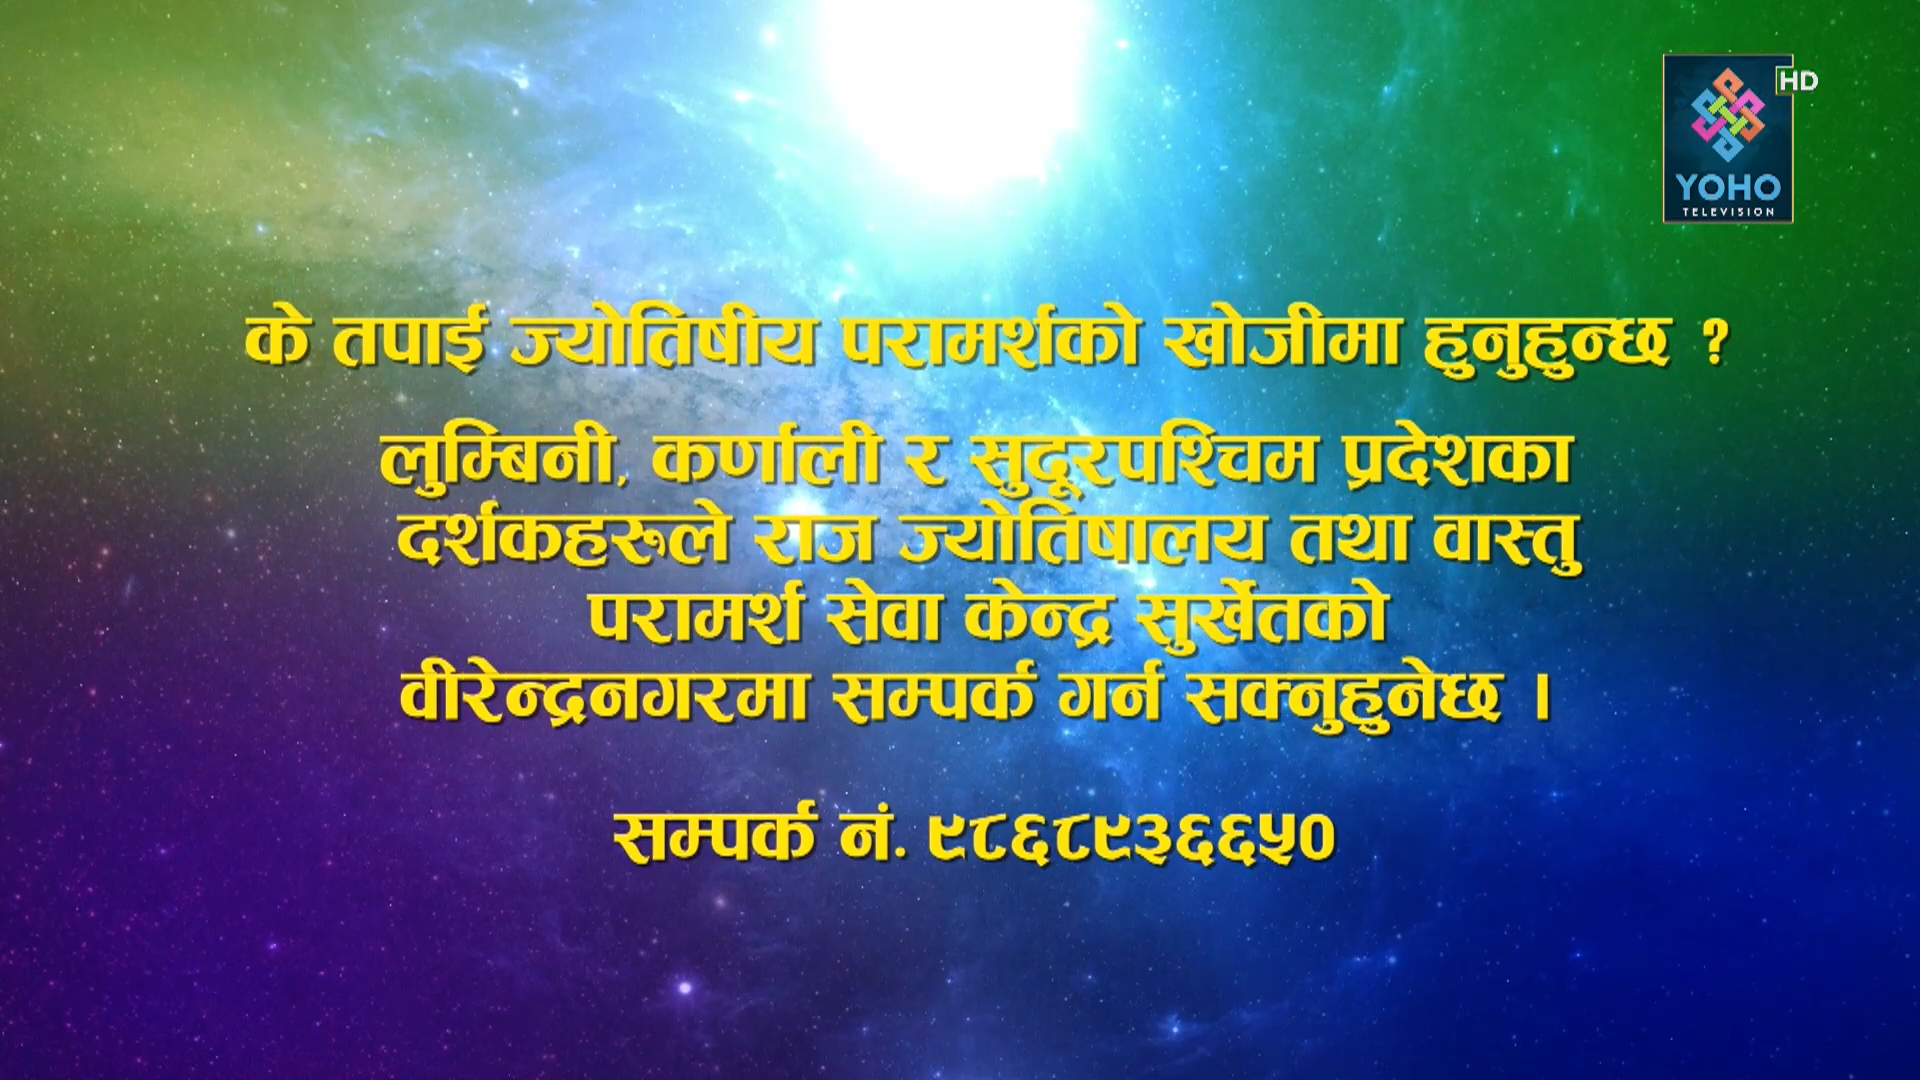 HD
YOHO
TELEVISION
के तपाई ज्योतिषीय परामर्शको खोजीमा हुनुहुन्छ ?
लुम्बिनी, कर्णाली र सुदूरपश्चिम प्रदेशका
दर्शकहरूले राज ज्योतिषालय तथा वास्तु
परामर्श सेवा केन्द्र सुर्खेतको
वीरेन्द्रनगरमा सम्पर्क गर्न सक्नुहुनेछ ।
सम्पर्क नं. ९८६८९३६६५०